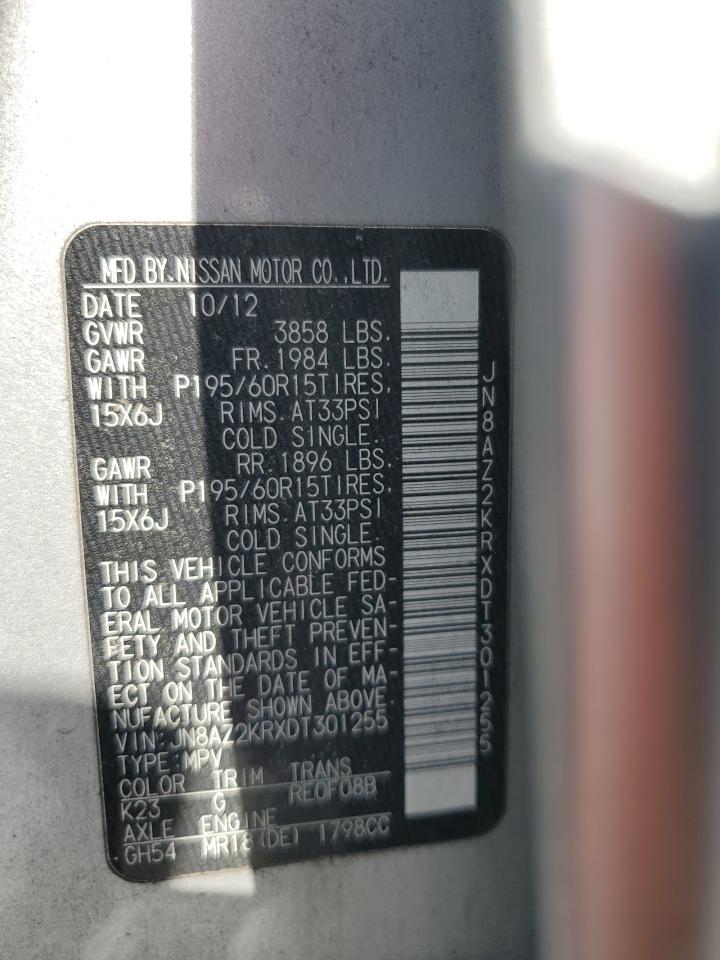 MFD BY.NISSAN MOTOR CO.,LTD.
DATE 10/12
GVWR 3858 LBS.
GAWR FR.1984 LBS.
WITH P195/60R15TIRES.
15X6J RIMS.AT33PSI
COLD SINGLE.
GAWR RR.1896 LBS.
WITH P195/60R15TIRES.
15X6J RIMS.AT33PSI
COLD SINGLE.
THIS VEHICLE CONFORMS
TO ALL APPLICABLE FED-
ERAL MOTOR VEHICLE SA-
FETY AND THEFT PREVEN-
TION STANDARDS IN EFF-
ECT ON THE DATE OF MA-
NUFACTURE SHOWN ABOVE.
VIN:JN8AZ2KRXDT301255
TYPE:MPV
COLOR TRIM TRANS
K23 G RE0F08B
AXLE ENGINE
GH54 MR18(DE) 1798CC
JN8AZ2KRXDT301255